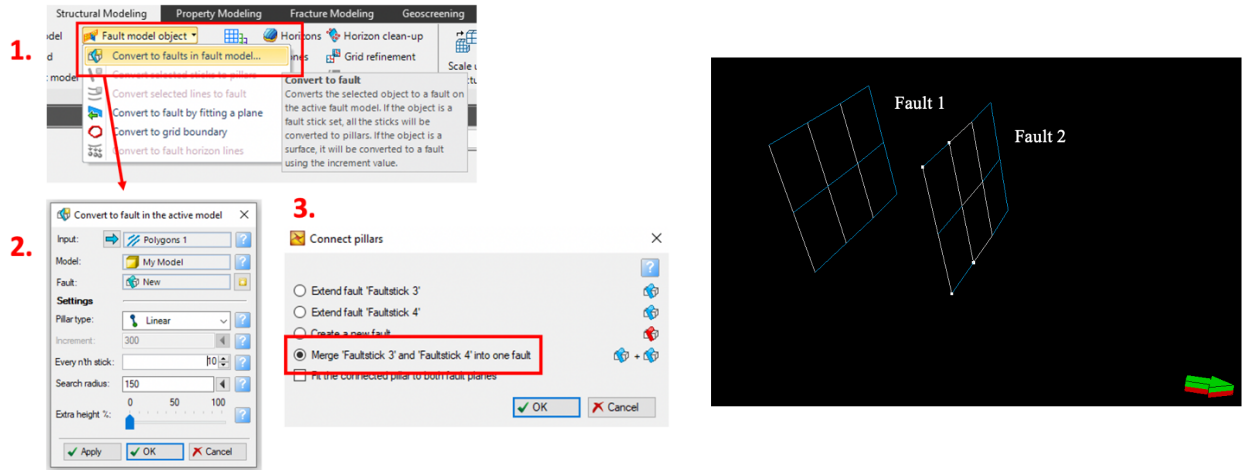 Structural Modeling Property Modeling Fracture Modeling Geoscreening
1.
del Fault model object Horizons Horizon clean-up
Convert to faults in fault model... nes Grid refinement
Scale u
model Convert selected sticks to pillars Convert to fault
Convert selected lines to fault Converts the selected object to a fault on
Convert to fault by fitting a plane the active fault model. If the object is a
fault stick set, all the sticks will be
Convert to grid boundary converted to pillars. If the object is a
surface, it will be converted to a fault
Convert to fault horizon lines using the increment value.
2.
Convert to fault in the active model
Input: Polygons 1
Model: My Model
Fault: New
Settings
Pillar type: Linear
Increment: 300
Every n'th stick: 10
Search radius: 150
0 50 100
Extra height %:
Apply OK Cancel
3.
Connect pillars
Extend fault 'Faultstick 3'
Extend fault 'Faultstick 4'
Create a new fault
Merge 'Faultstick 3' and 'Faultstick 4' into one fault
Fit the connected pillar to both fault planes
OK Cancel
Fault 1
Fault 2